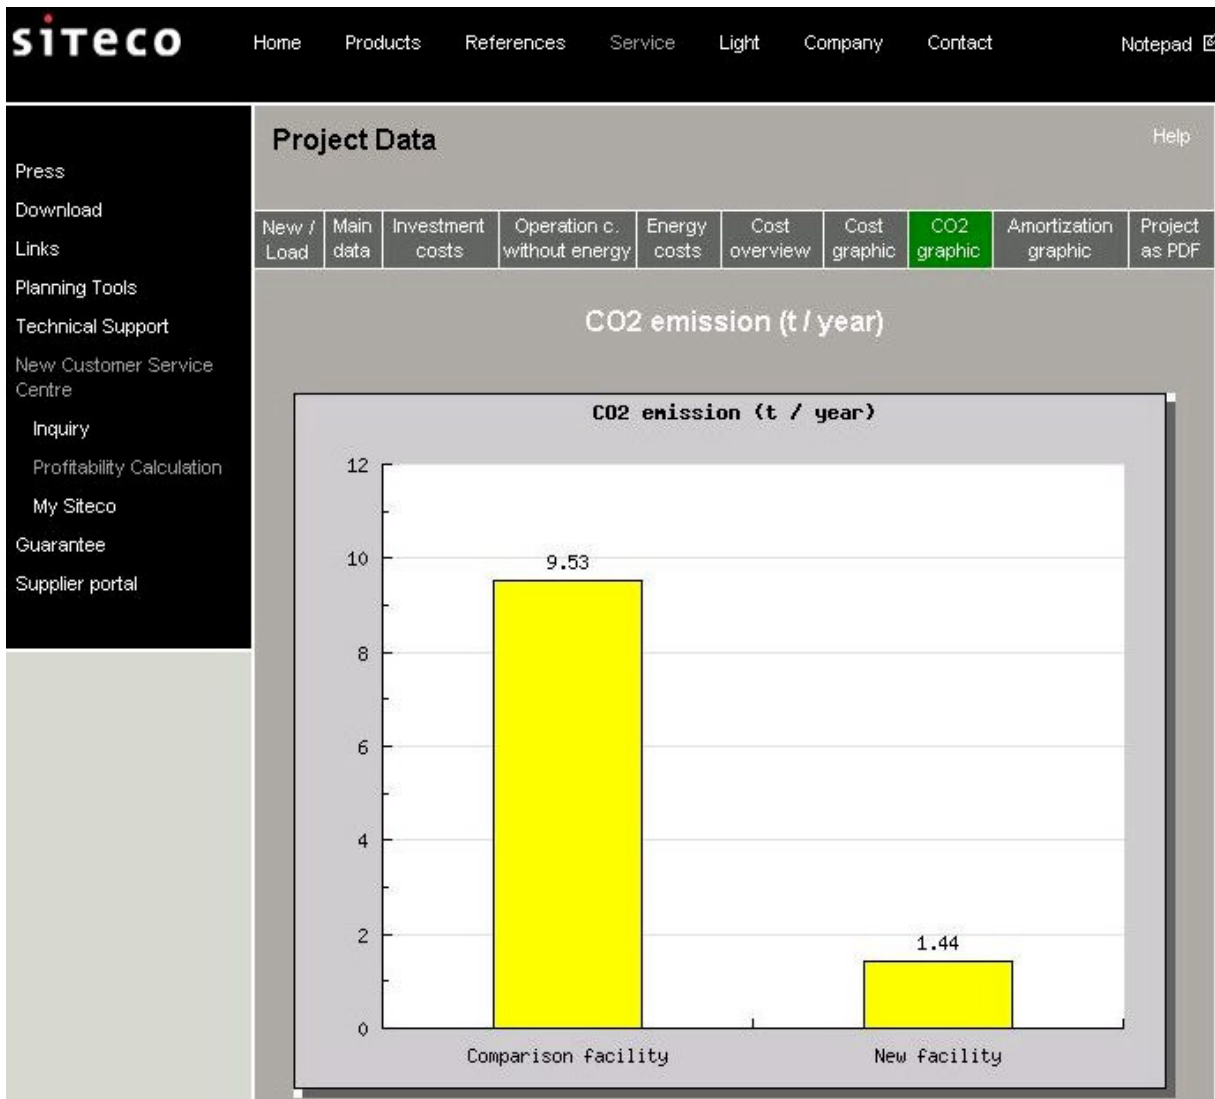 siteco
Home Products References Service Light Company Contact Notepad
Project Data Help
Press
Download
Links
Planning Tools
Technical Support
New Customer Service
Centre
Inquiry
Profitability Calculation
My Siteco
Guarantee
Supplier portal
New / Main Investment Operation c. Energy Cost Cost CO2 Amortization Project
Load data costs without energy costs overview graphic graphic graphic as PDF
CO2 emission (t / year)
CO2 emission (t / year)
12
10
8
6
4
2
0
9.53
1.44
Comparison facility New facility